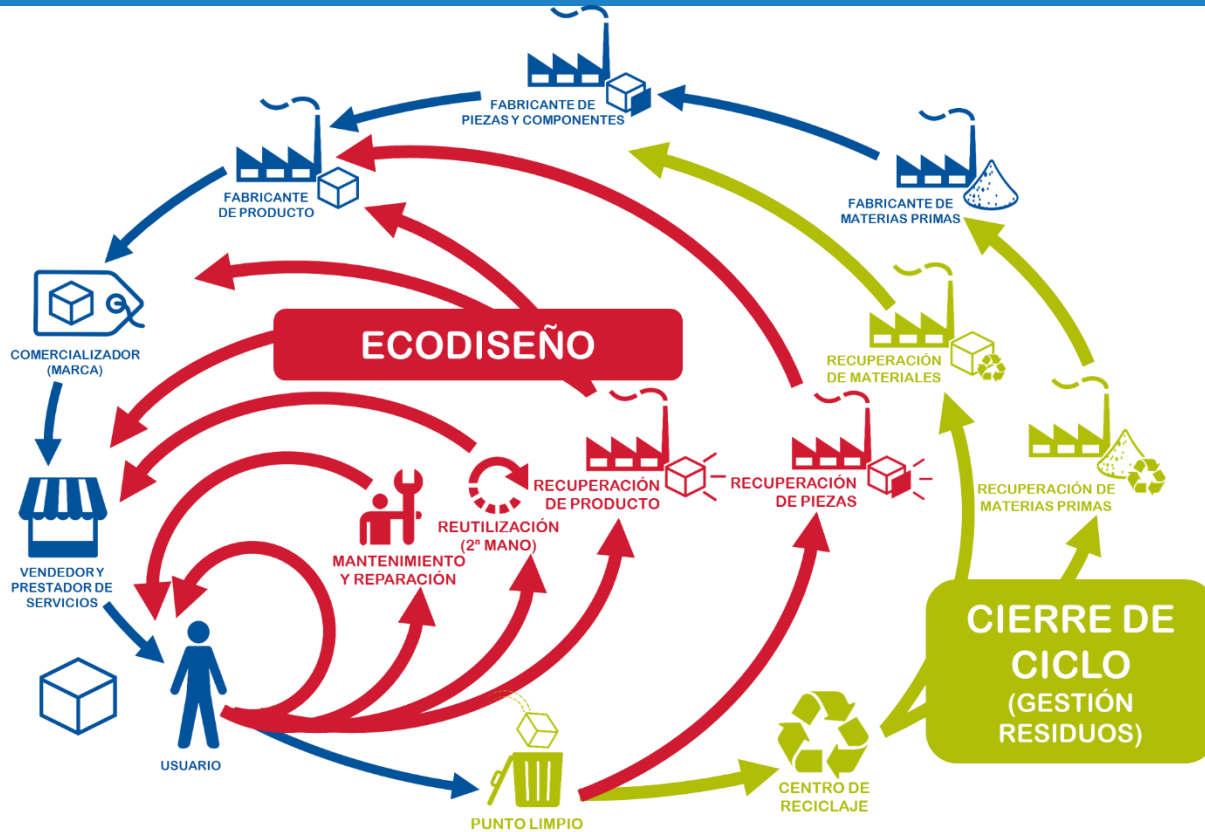 FABRICANTE DE
PIEZAS Y COMPONENTES
FABRICANTE
DE PRODUCTO
FABRICANTE DE
MATERIAS PRIMAS
COMERCIALIZADOR
(MARCA)
ECODISEÑO
RECUPERACIÓN
DE MATERIALES
RECUPERACIÓN
DE PRODUCTO
RECUPERACIÓN
DE PIEZAS
RECUPERACIÓN DE
MATERIAS PRIMAS
REUTILIZACIÓN
(2ª MANO)
MANTENIMIENTO
Y REPARACIÓN
VENDEDOR Y
PRESTADOR DE
SERVICIOS
CIERRE DE
CICLO
(GESTIÓN
RESIDUOS)
USUARIO
PUNTO LIMPIO
CENTRO DE
RECICLAJE